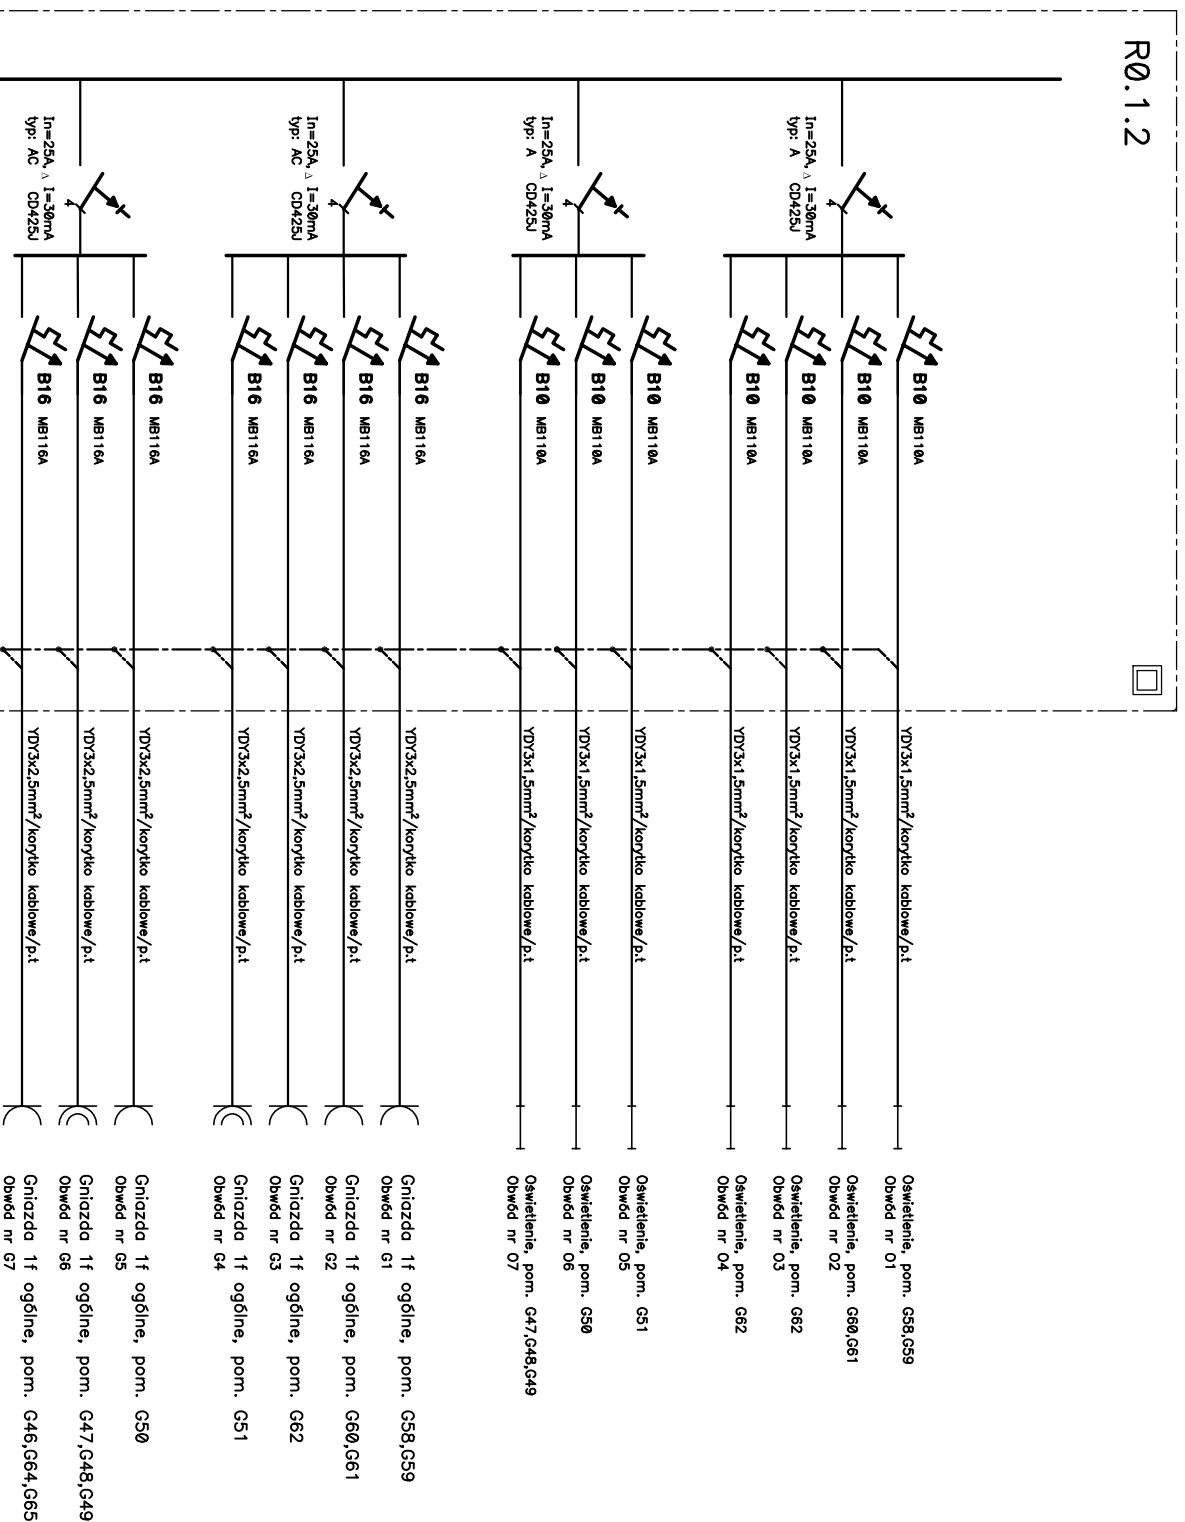 R0.1.2
In=25A, △ I=30mA
typ: A CD425J
B10 MB110A
YDY3x1,5mm²/korytko kablowe/p.t
Oświetlenie, pom. G58,G59
Obwód nr O1
B10 MB110A
YDY3x1,5mm²/korytko kablowe/p.t
Oświetlenie, pom. G60,G61
Obwód nr O2
B10 MB110A
YDY3x1,5mm²/korytko kablowe/p.t
Oświetlenie, pom. G62
Obwód nr O3
B10 MB110A
YDY3x1,5mm²/korytko kablowe/p.t
Oświetlenie, pom. G62
Obwód nr O4
4
In=25A, △ I=30mA
typ: A CD425J
B10 MB110A
YDY3x1,5mm²/korytko kablowe/p.t
Oświetlenie, pom. G51
Obwód nr O5
B10 MB110A
YDY3x1,5mm²/korytko kablowe/p.t
Oświetlenie, pom. G50
Obwód nr O6
B10 MB110A
YDY3x1,5mm²/korytko kablowe/p.t
Oświetlenie, pom. G47,G48,G49
Obwód nr O7
4
In=25A, △ I=30mA
typ: AC CD425J
B16 MB116A
YDY3x2,5mm²/korytko kablowe/p.t
Gniazda 1f ogólne, pom. G58,G59
Obwód nr G1
B16 MB116A
YDY3x2,5mm²/korytko kablowe/p.t
Gniazda 1f ogólne, pom. G60,G61
Obwód nr G2
B16 MB116A
YDY3x2,5mm²/korytko kablowe/p.t
Gniazda 1f ogólne, pom. G62
Obwód nr G3
B16 MB116A
YDY3x2,5mm²/korytko kablowe/p.t
Gniazda 1f ogólne, pom. G51
Obwód nr G4
4
In=25A, △ I=30mA
typ: AC CD425J
B16 MB116A
YDY3x2,5mm²/korytko kablowe/p.t
Gniazda 1f ogólne, pom. G50
Obwód nr G5
B16 MB116A
YDY3x2,5mm²/korytko kablowe/p.t
Gniazda 1f ogólne, pom. G47,G48,G49
Obwód nr G6
B16 MB116A
YDY3x2,5mm²/korytko kablowe/p.t
Gniazda 1f ogólne, pom. G46,G64,G65
Obwód nr G7
4